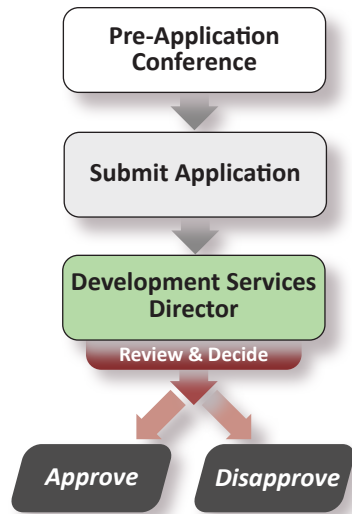 Pre-Application
Conference
Submit Application
Development Services
Director
Review & Decide
Approve
Disapprove